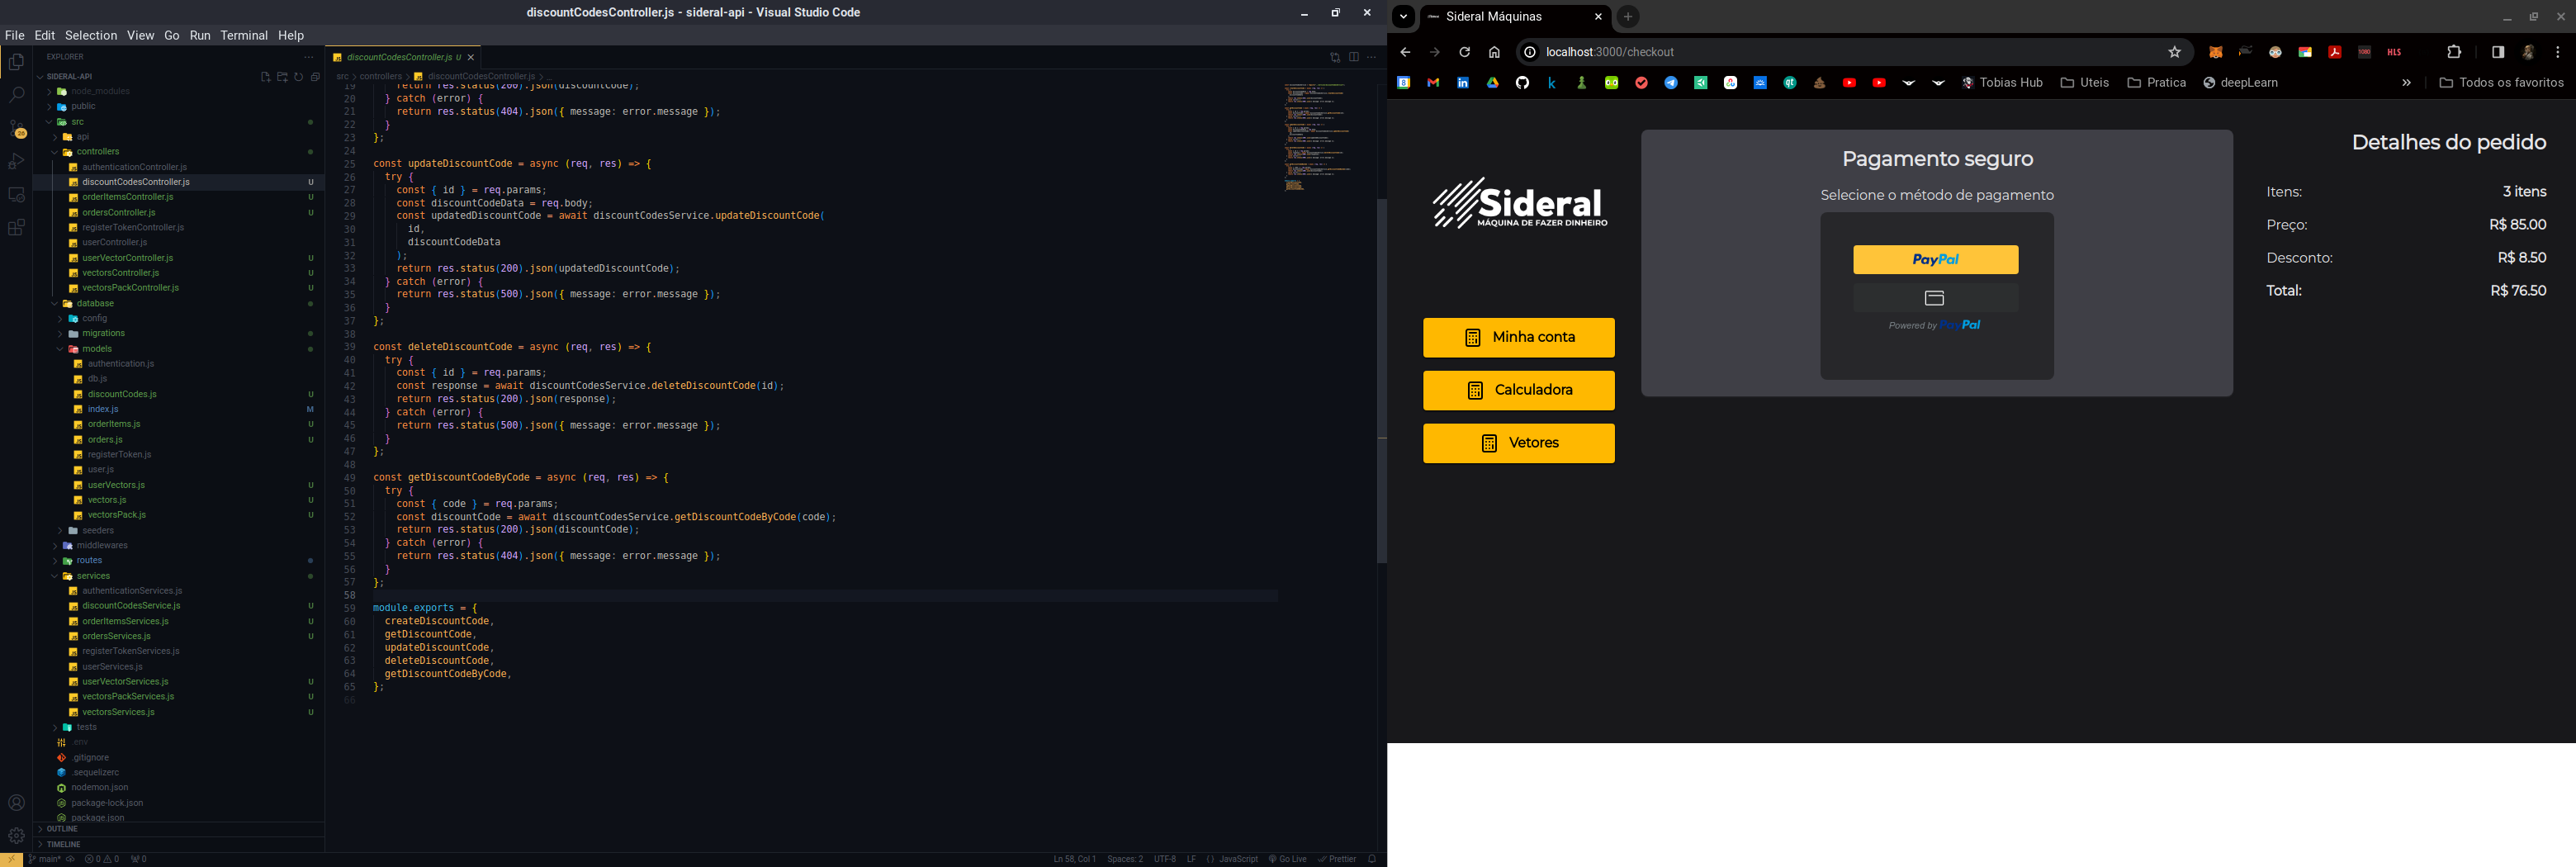 discountCodesController.js - sideral-api - Visual Studio Code
File Edit Selection View Go Run Terminal Help
EXPLORER
SIDERAL-API
node_modules
public
src
api
controllers
authenticationController.js
discountCodesController.js U
orderItemsController.js U
ordersController.js U
registerTokenController.js
userController.js
userVectorController.js U
vectorsController.js U
vectorsPackController.js U
database
config
migrations
models
authentication.js
db.js
discountCodes.js U
index.js M
orderItems.js U
orders.js U
registerToken.js
user.js
userVectors.js U
vectors.js U
vectorsPack.js U
seeders
middlewares
routes
services
authenticationServices.js
discountCodesService.js U
orderItemsServices.js U
ordersServices.js U
registerTokenServices.js
userServices.js
userVectorServices.js U
vectorsPackServices.js U
vectorsServices.js U
tests
.env
.gitignore
.sequelizerc
nodemon.json
package-lock.json
package.json
OUTLINE
TIMELINE
discountCodesController.js U
src > controllers > discountCodesController.js > ...
19 return res.status(200).json(discountCode);
20 } catch (error) {
21 return res.status(404).json({ message: error.message });
22 }
23 };
24
25 const updateDiscountCode = async (req, res) => {
26 try {
27 const { id } = req.params;
28 const discountCodeData = req.body;
29 const updatedDiscountCode = await discountCodesService.updateDiscountCode(
30 id,
31 discountCodeData
32 );
33 return res.status(200).json(updatedDiscountCode);
34 } catch (error) {
35 return res.status(500).json({ message: error.message });
36 }
37 };
38
39 const deleteDiscountCode = async (req, res) => {
40 try {
41 const { id } = req.params;
42 const response = await discountCodesService.deleteDiscountCode(id);
43 return res.status(200).json(response);
44 } catch (error) {
45 return res.status(500).json({ message: error.message });
46 }
47 };
48
49 const getDiscountCodeByCode = async (req, res) => {
50 try {
51 const { code } = req.params;
52 const discountCode = await discountCodesService.getDiscountCodeByCode(code);
53 return res.status(200).json(discountCode);
54 } catch (error) {
55 return res.status(404).json({ message: error.message });
56 }
57 };
58
59 module.exports = {
60 createDiscountCode,
61 getDiscountCode,
62 updateDiscountCode,
63 deleteDiscountCode,
64 getDiscountCodeByCode,
65 };
66
main* 0 0 0 Ln 58, Col 1 Spaces: 2 UTF-8 LF {} JavaScript Go Live Prettier
Sideral Máquinas
localhost:3000/checkout
HLS
Tobias Hub Uteis Pratica deepLearn » Todos os favoritos
Sideral
MÁQUINA DE FAZER DINHEIRO
Minha conta
Calculadora
Vetores
Pagamento seguro
Selecione o método de pagamento
PayPal
Powered by PayPal
Detalhes do pedido
Itens: 3 itens
Preço: R$ 85.00
Desconto: R$ 8.50
Total: R$ 76.50